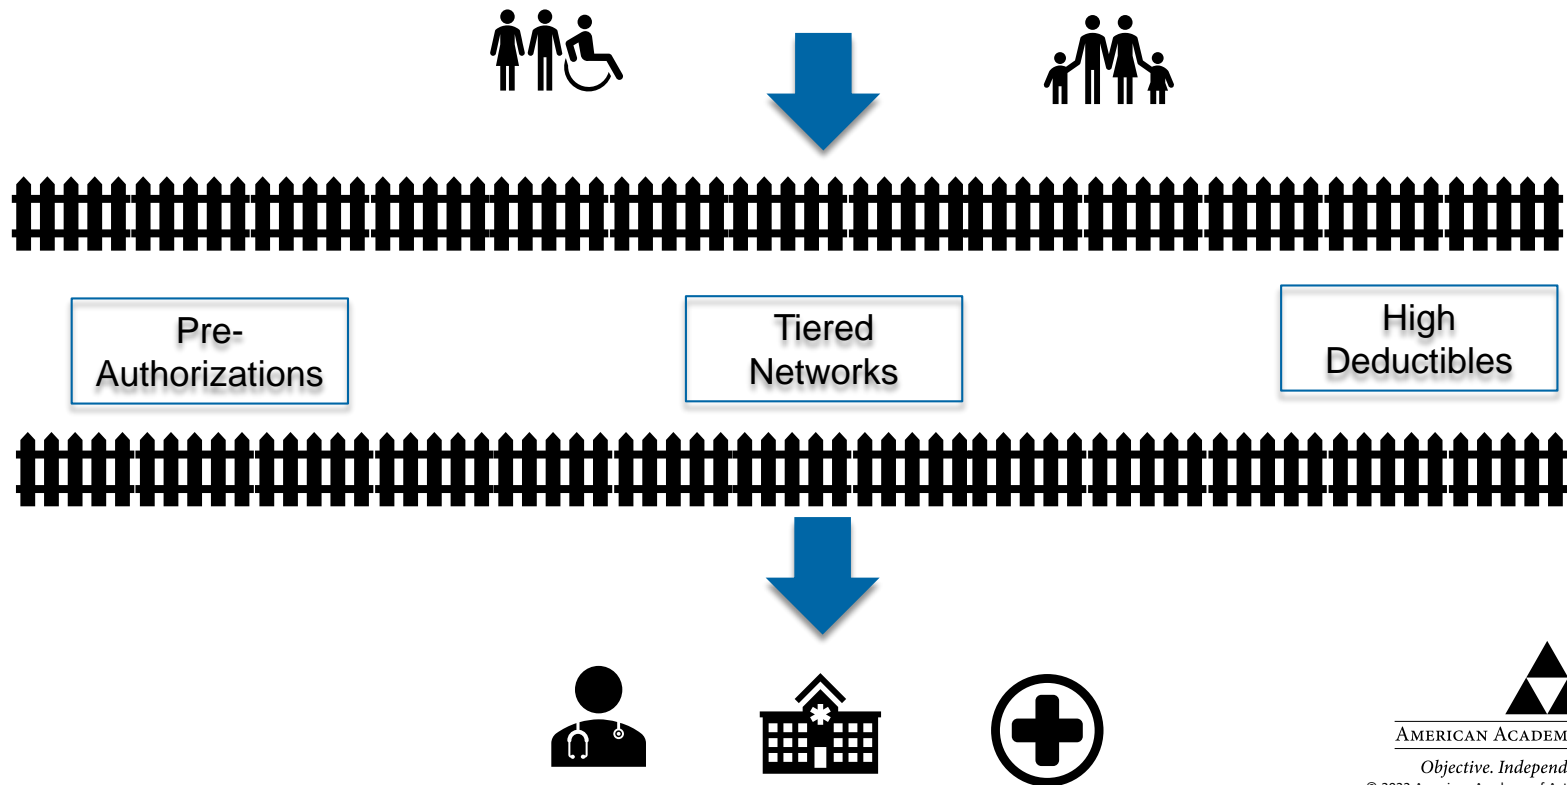 Pre-
Authorizations
Tiered
Networks
High
Deductibles
AMERICAN ACADEM
Objective. Independ